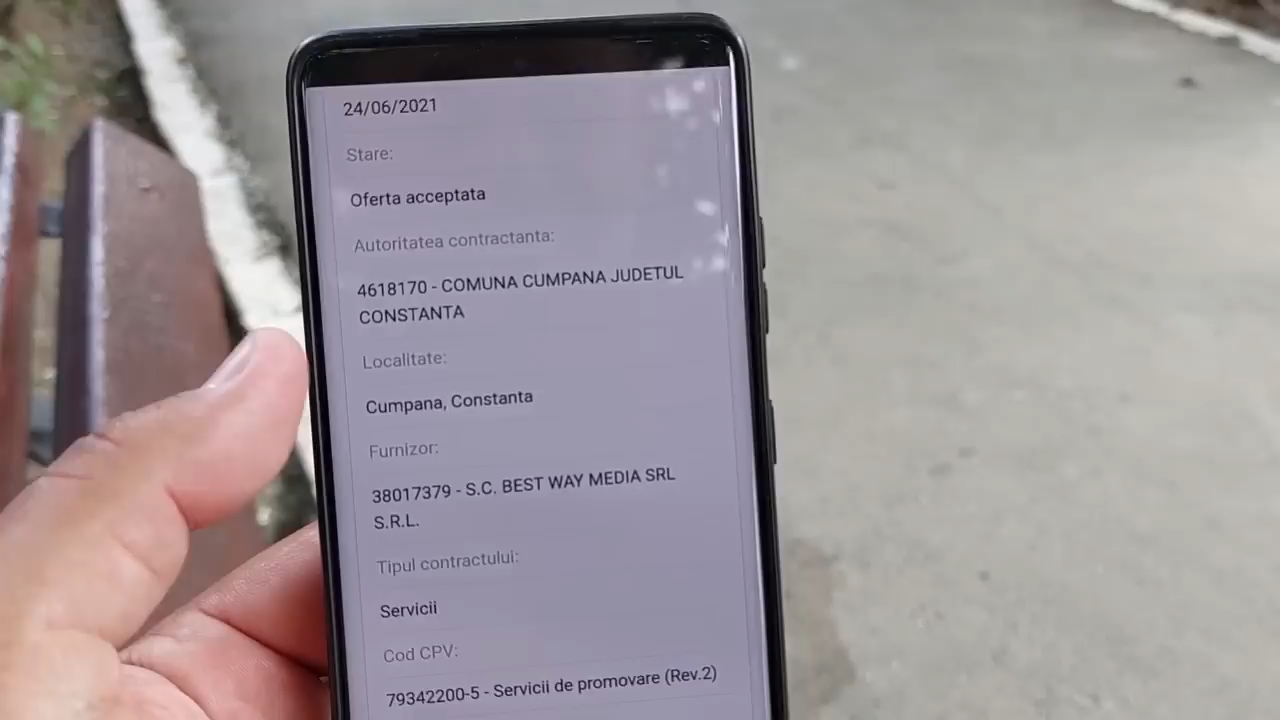 24/06/2021
Stare:
Oferta acceptata
Autoritatea contractanta:
4618170 - COMUNA CUMPANA JUDETUL
CONSTANTA
Localitate:
Cumpana, Constanta
Furnizor:
38017379 - S.C. BEST WAY MEDIA SRL
S.R.L.
Tipul contractului:
Servicii
Cod CPV:
79342200-5 - Servicii de promovare (Rev.2)